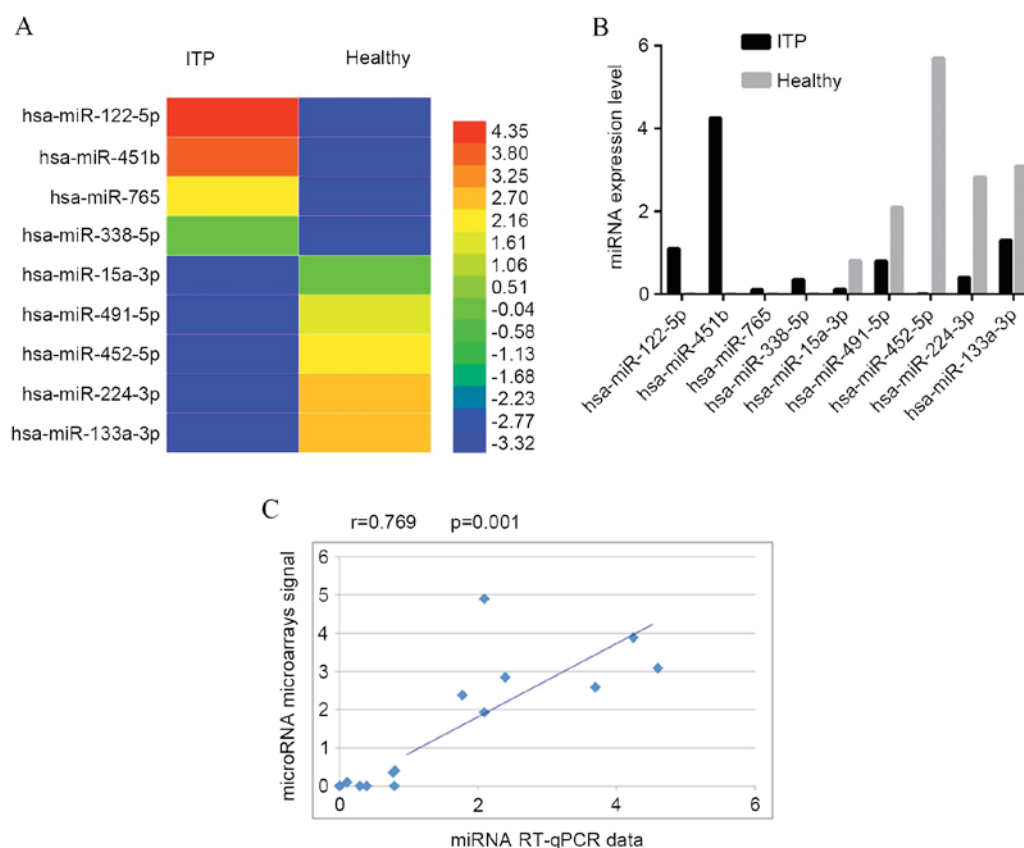 A
ITP Healthy
hsa-miR-122-5p
hsa-miR-451b
hsa-miR-765
hsa-miR-338-5p
hsa-miR-15a-3p
hsa-miR-491-5p
hsa-miR-452-5p
hsa-miR-224-3p
hsa-miR-133a-3p
4.35
3.80
3.25
2.70
2.16
1.61
1.06
0.51
-0.04
-0.58
-1.13
-1.68
-2.23
-2.77
-3.32
B
ITP
Healthy
miRNA expression level
6
4
2
0
hsa-miR-122-5p
hsa-miR-451b
hsa-miR-765
hsa-miR-338-5p
hsa-miR-15a-3p
hsa-miR-491-5p
hsa-miR-452-5p
hsa-miR-224-3p
hsa-miR-133a-3p
C
r=0.769 p=0.001
microRNA microarrays signal
6
5
4
3
2
1
0
0 2 4 6
miRNA RT-qPCR data